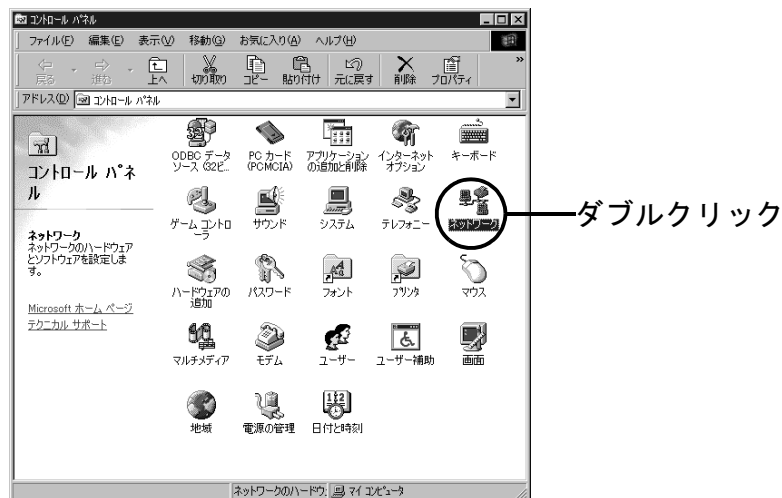 コントロール パネル
ファイル(F) 編集(E) 表示(V) 移動(G) お気に入り(A) ヘルプ(H)
戻る 進む 上へ 切り取り コピー 貼り付け 元に戻す 削除 プロパティ »
アドレス(D) コントロール パネル
コントロール パネ
ル
ネットワーク
ネットワークのハードウェア
とソフトウェアを設定しま
す。
Microsoft ホーム ページ
テクニカル サポート
ODBC データ
ソース (32ビ...
PC カード
(PCMCIA)
アプリケーション
の追加と削除
インターネット
オプション
キーボード
ゲーム コントロ
ーラ
サウンド
システム
テレフォニー
ネットワーク
ダブルクリック
ハードウェアの
追加
パスワード
フォント
プリンタ
マウス
マルチメディア
モデム
ユーザー
ユーザー補助
画面
地域
電源の管理
日付と時刻
ネットワークのハードウ: マイ コンピュータ